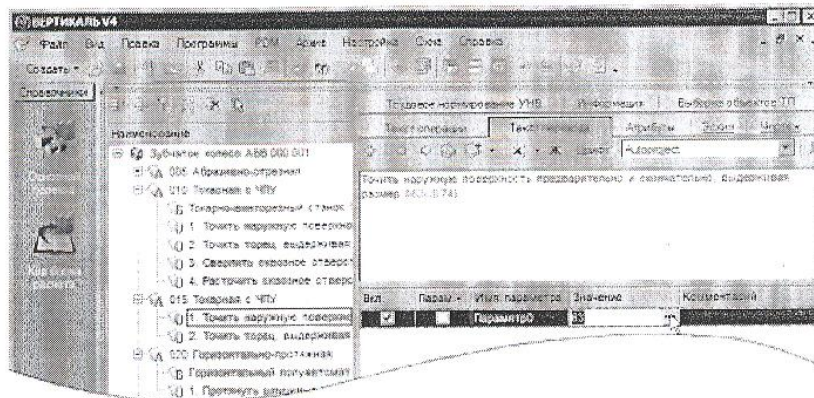 ВЕРТИКАЛЬ V4
Файл Вид Правка Программы PDM Архив Настройка Окна Справка
Создать
Справочники
Трудовое нормирование УНВ Информация Выборка объектов ТП
Наименование
Текст операции Текст перехода Атрибуты Эскиз
Зубчатое колесо АБВ 000.001
005 Абразивно-отрезная
010 Токарная с ЧПУ
Токарно-винторезный станок
1. Точить наружную поверхно
2. Точить торец, выдерживая
3. Сверлить сквозное отверст
4. Расточить сквозное отверс
015 Токарная с ЧПУ
1. Точить наружную поверхно
2. Точить торец, выдерживая
020 Горизонтально-протяжная
Горизонтальный полуавтомат
1. Протянуть
Точить наружную поверхность предварительно и окончательно, выдерживая
размер
Вкл. Парам Имя параметра Значение Комментарий
Параметр0